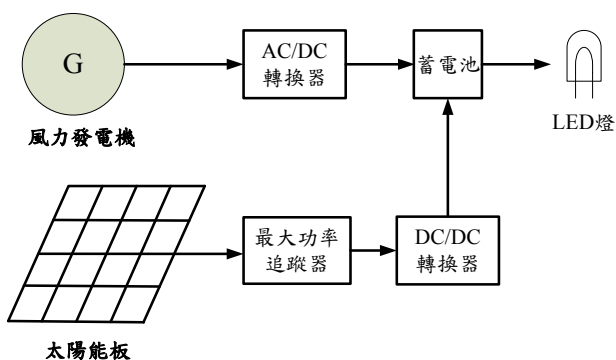 G
AC/DC
轉換器
蓄電池
LED燈
風力發電機
最大功率
追蹤器
DC/DC
轉換器
太陽能板